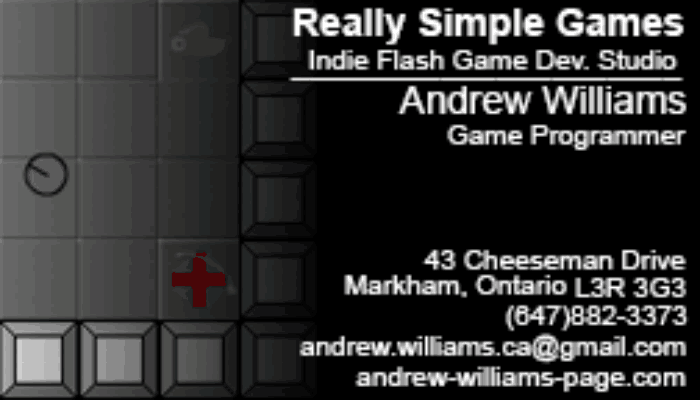 Really Simple Games
Indie Flash Game Dev. Studio
Andrew Williams
Game Programmer
43 Cheeseman Drive
Markham, Ontario L3R 3G3
(647)882-3373
andrew.williams.ca@gmail.com
andrew-williams-page.com